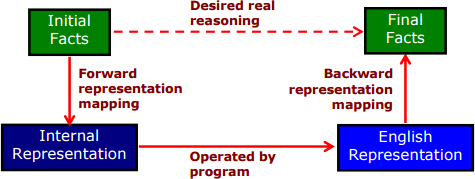 Initial
Facts
Desired real
reasoning
Final
Facts
Forward
representation
mapping
Backward
representation
mapping
Internal
Representation
Operated by
program
English
Representation